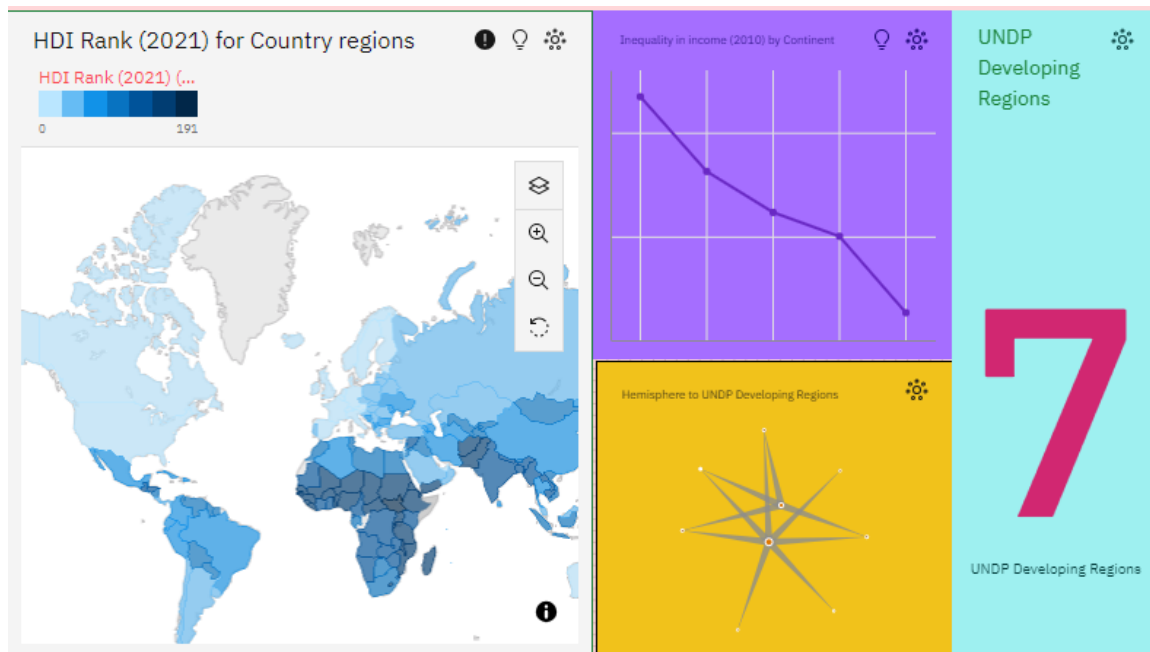 HDI Rank (2021) for Country regions
HDI Rank (2021) (...
0 191
Inequality in income (2010) by Continent
Hemisphere to UNDP Developing Regions
UNDP
Developing
Regions
7
UNDP Developing Regions